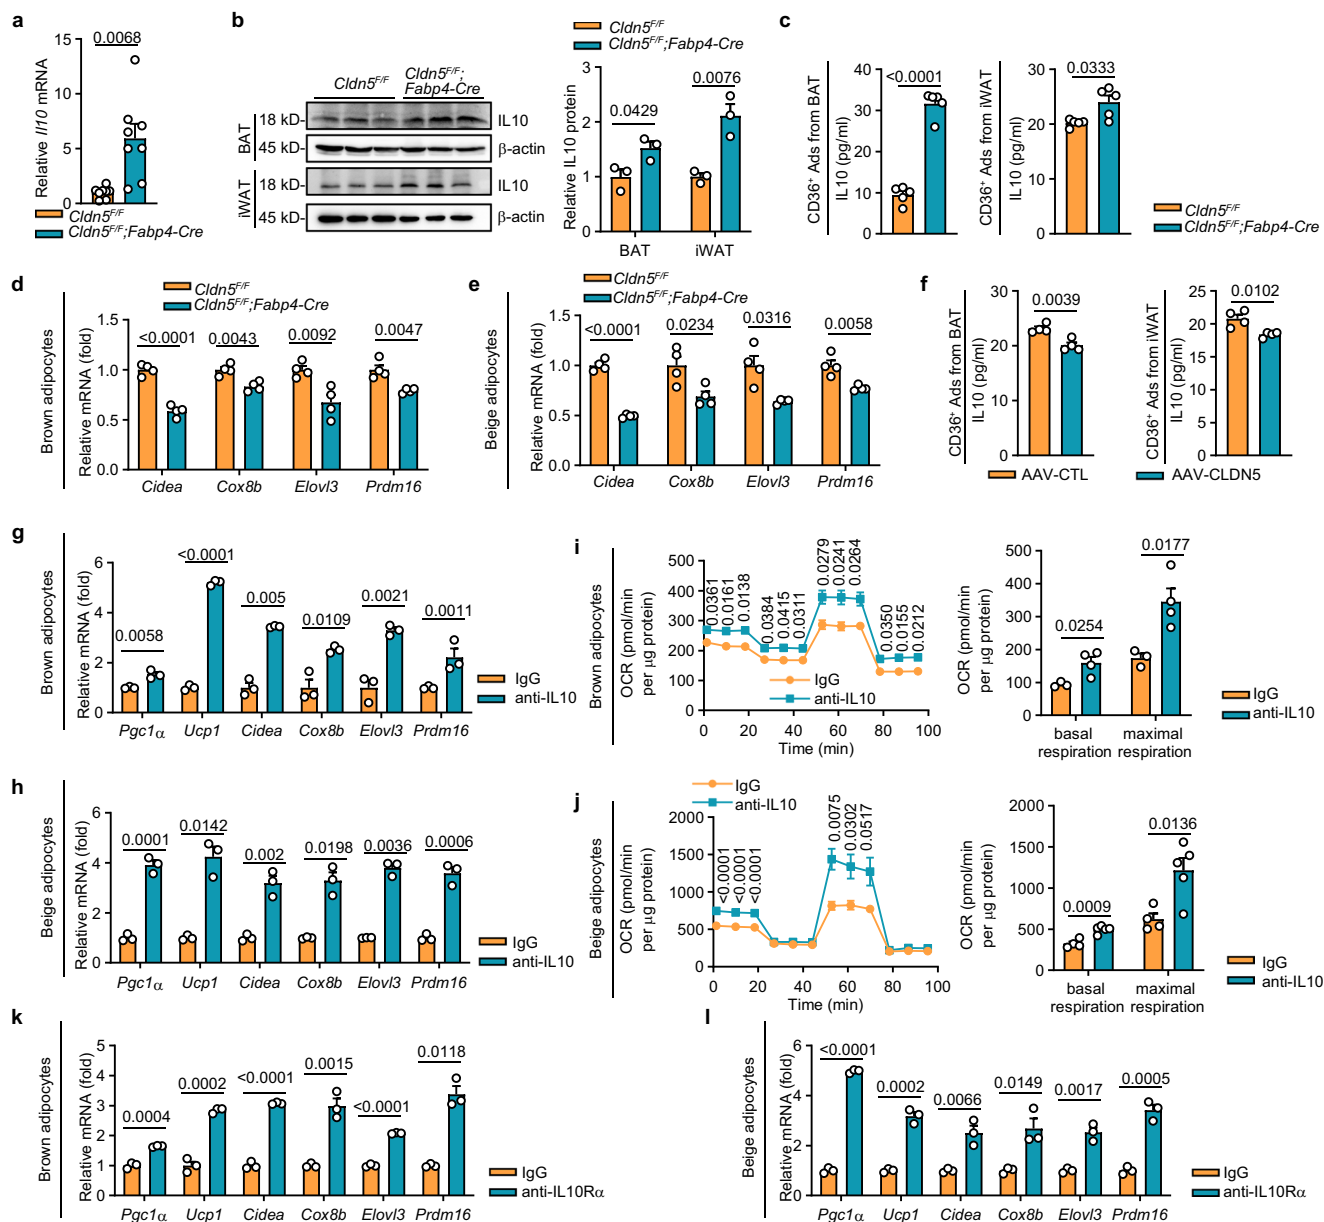 a
0.0068
Relative Il10 mRNA
15
10
5
0
Cldn5F/F
Cldn5F/F;Fabp4-Cre
b
Cldn5F/F
Cldn5F/F;
Fabp4-Cre
BAT
18 kD-
IL10
45 kD-
β-actin
iWAT
18 kD-
IL10
45 kD-
β-actin
Cldn5F/F
Cldn5F/F;Fabp4-Cre
Relative IL10 protein
3
2
1
0
0.0429
0.0076
BAT
iWAT
c
CD36+ Ads from BAT
IL10 (pg/ml)
40
30
20
10
0
<0.0001
CD36+ Ads from iWAT
IL10 (pg/ml)
30
20
10
0
0.0333
Cldn5F/F
Cldn5F/F;Fabp4-Cre
d
Cldn5F/F
Cldn5F/F;Fabp4-Cre
Brown adipocytes
Relative mRNA (fold)
1.5
1.0
0.5
0.0
<0.0001
0.0043
0.0092
0.0047
Cidea
Cox8b
Elovl3
Prdm16
e
Cldn5F/F
Cldn5F/F;Fabp4-Cre
Beige adipocytes
Relative mRNA (fold)
1.5
1.0
0.5
0.0
<0.0001
0.0234
0.0316
0.0058
Cidea
Cox8b
Elovl3
Prdm16
f
CD36+ Ads from BAT
IL10 (pg/ml)
30
20
10
0
0.0039
CD36+ Ads from iWAT
IL10 (pg/ml)
25
20
15
10
5
0
0.0102
AAV-CTL
AAV-CLDN5
g
Brown adipocytes
Relative mRNA (fold)
6
4
2
0
0.0058
<0.0001
0.005
0.0109
0.0021
0.0011
Pgc1α
Ucp1
Cidea
Cox8b
Elovl3
Prdm16
IgG
anti-IL10
i
Brown adipocytes
OCR (pmol/min
per μg protein)
500
400
300
200
100
0
0.0361
0.0161
0.0138
0.0384
0.0415
0.0311
0.0279
0.0241
0.0264
0.0350
0.0155
0.0212
IgG
anti-IL10
0 20 40 60 80 100
Time (min)
OCR (pmol/min
per μg protein)
500
400
300
200
100
0
0.0254
0.0177
basal
respiration
maximal
respiration
IgG
anti-IL10
h
Beige adipocytes
Relative mRNA (fold)
6
4
2
0
0.0001
0.0142
0.002
0.0198
0.0036
0.0006
Pgc1α
Ucp1
Cidea
Cox8b
Elovl3
Prdm16
IgG
anti-IL10
j
IgG
anti-IL10
Beige adipocytes
OCR (pmol/min
per μg protein)
2000
1500
1000
500
0
<0.0001
<0.0001
<0.0001
0.0075
0.0302
0.0517
0 20 40 60 80 100
Time (min)
OCR (pmol/min
per μg protein)
2000
1500
1000
500
0
0.0009
0.0136
basal
respiration
maximal
respiration
IgG
anti-IL10
k
Brown adipocytes
Relative mRNA (fold)
5
4
3
2
1
0
0.0004
0.0002
<0.0001
0.0015
<0.0001
0.0118
Pgc1α
Ucp1
Cidea
Cox8b
Elovl3
Prdm16
IgG
anti-IL10Rα
l
Beige adipocytes
Relative mRNA (fold)
6
4
2
0
<0.0001
0.0002
0.0066
0.0149
0.0017
0.0005
Pgc1α
Ucp1
Cidea
Cox8b
Elovl3
Prdm16
IgG
anti-IL10Rα